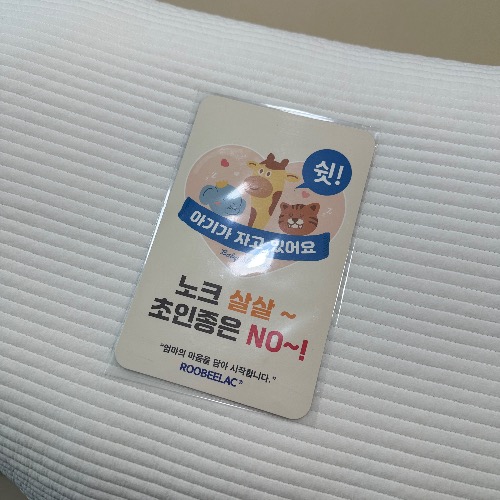 쉿!
아기가 자고 있어요
Baby
노크 살살 ~
초인종은 NO~!
"엄마의 마음을 담아 시작합니다."
ROOBEELAC®